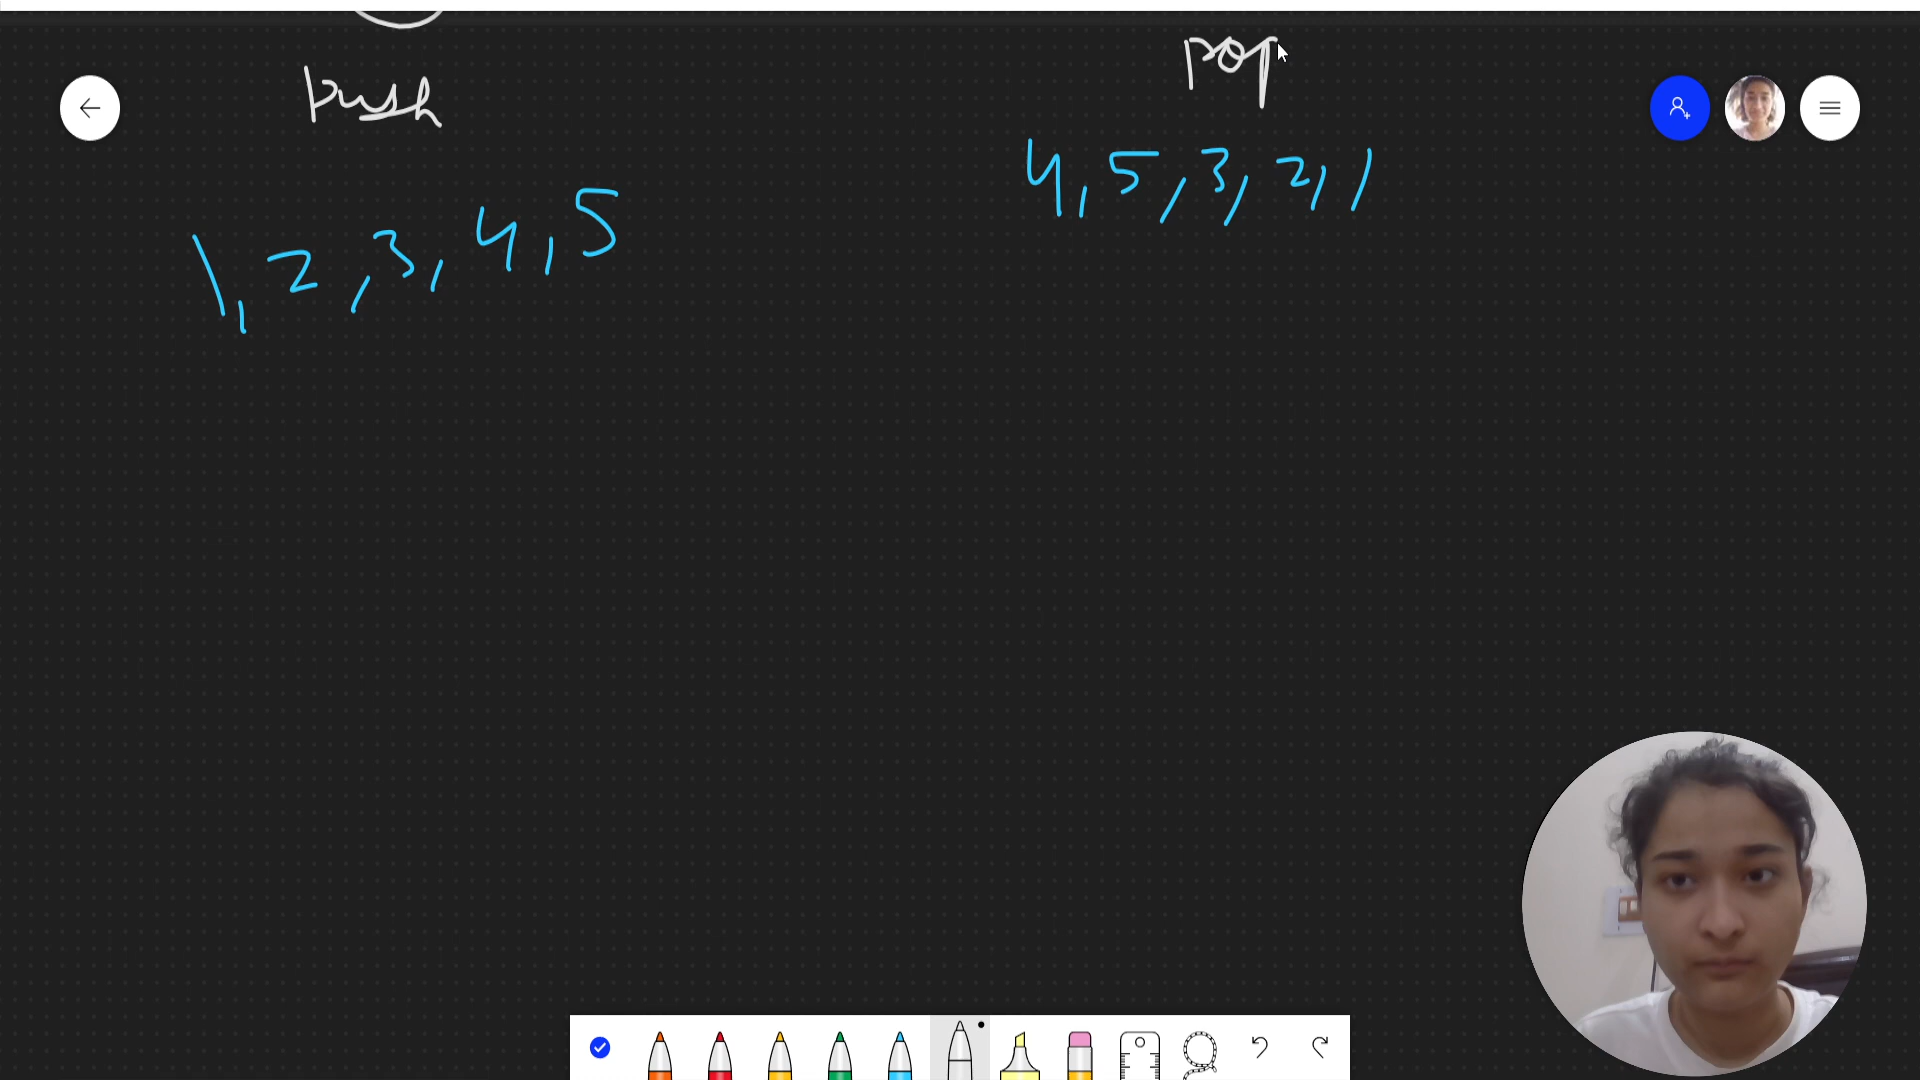 push
pop
1, 2, 3, 4, 5
4, 5, 3, 2, 1